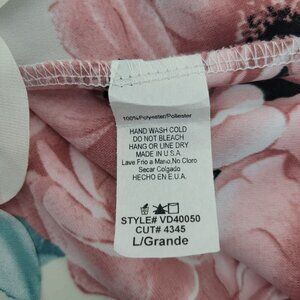 100%Polyester/Poliester
HAND WASH COLD
DO NOT BLEACH
HANG OR LINE DRY
MADE IN U.S.A.
Lave Frio a Mano,No Cloro
Secar Colgado
HECHO EN E.U.A.
STYLE# VD40050
CUT# 4345
L/Grande